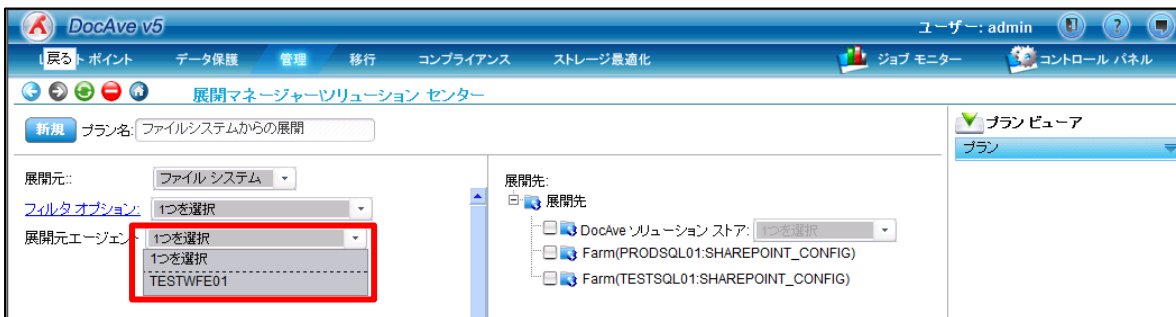 DocAve v5
ユーザー: admin
戻る ト ポイント データ保護 管理 移行 コンプライアンス ストレージ最適化 ジョブ モニター コントロール パネル
展開マネージャー\ソリューション センター
新規 プラン名: ファイルシステムからの展開
プラン ビューア
プラン
展開元::
ファイル システム
フィルタ オプション:
1つを選択
展開元エージェント
1つを選択
1つを選択
TESTWFE01
展開先:
展開先
DocAve ソリューション ストア: 1つを選択
Farm(PRODSQL01:SHAREPOINT_CONFIG)
Farm(TESTSQL01:SHAREPOINT_CONFIG)